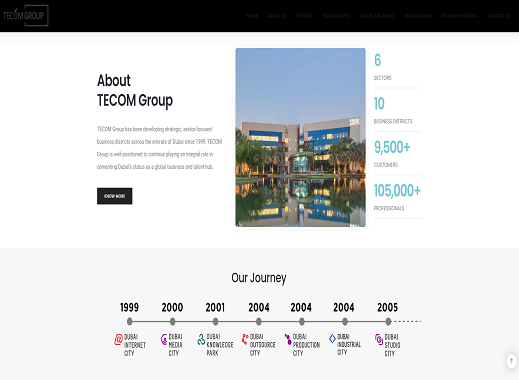 TECOM GROUP
Home About Us Portfolio Sustainability Setup a Business Media Centre Investor Relations Contact Us
About
TECOM Group
TECOM Group has been developing strategic, sector-focused
business districts across the emirate of Dubai since 1999. TECOM
Group is well-positioned to continue playing an integral role in
cementing Dubai's status as a global business and talent hub.
KNOW MORE
IBM
6
SECTORS
10
BUSINESS DISTRICTS
9,500+
CUSTOMERS
105,000+
PROFESSIONALS
Our Journey
1999 2000 2001 2004 2004 2004 2005
DUBAI INTERNET CITY
DUBAI MEDIA CITY
DUBAI KNOWLEDGE PARK
DUBAI OUTSOURCE CITY
DUBAI PRODUCTION CITY
DUBAI INDUSTRIAL CITY
DUBAI STUDIO CITY